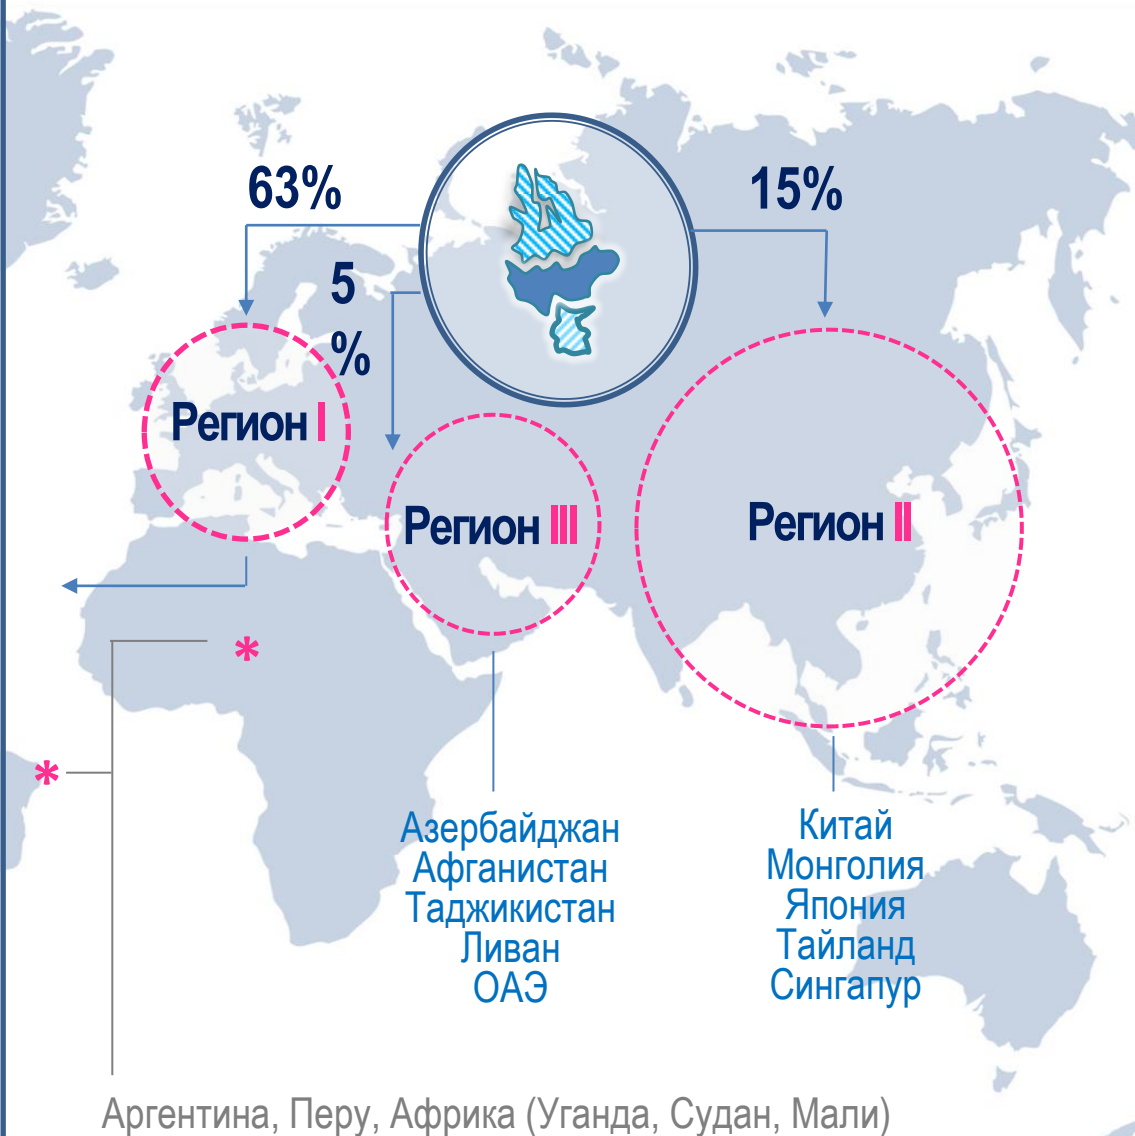 63%
15%
5
%
Регион I
Регион III
Регион II
*
*
Азербайджан
Афганистан
Таджикистан
Ливан
ОАЭ
Китай
Монголия
Япония
Тайланд
Сингапур
Аргентина, Перу, Африка (Уганда, Судан, Мали)